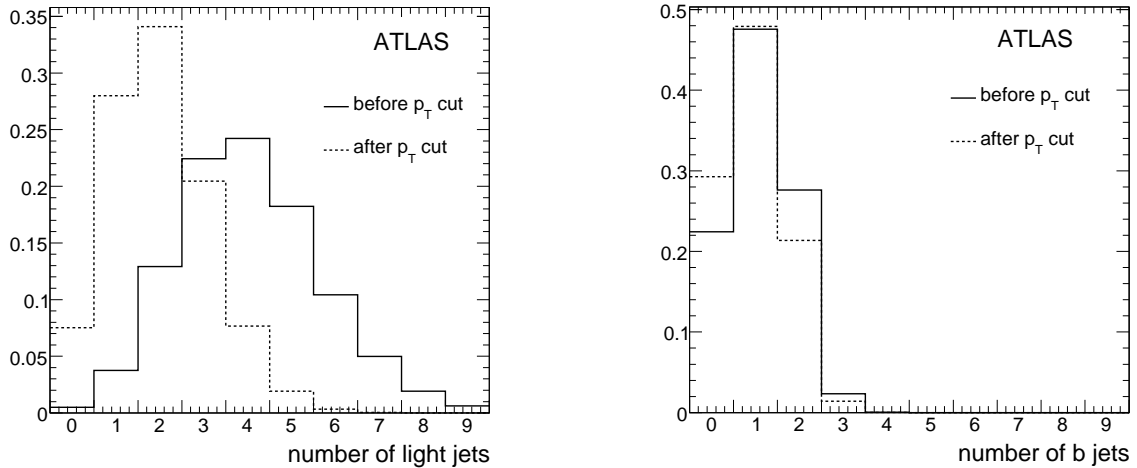 0.35
0.3
0.25
0.2
0.15
0.1
0.05
0
ATLAS
before p_T cut
after p_T cut
0 1 2 3 4 5 6 7 8 9
number of light jets
0.5
0.4
0.3
0.2
0.1
0
ATLAS
before p_T cut
after p_T cut
0 1 2 3 4 5 6 7 8 9
number of b jets